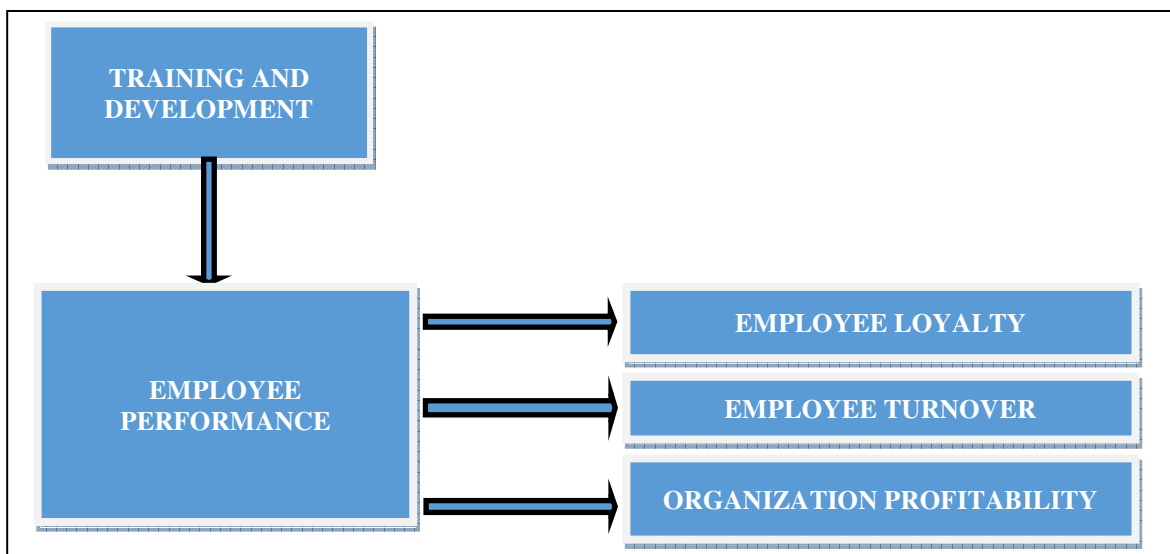 TRAINING AND
DEVELOPMENT
EMPLOYEE
PERFORMANCE
EMPLOYEE LOYALTY
EMPLOYEE TURNOVER
ORGANIZATION PROFITABILITY